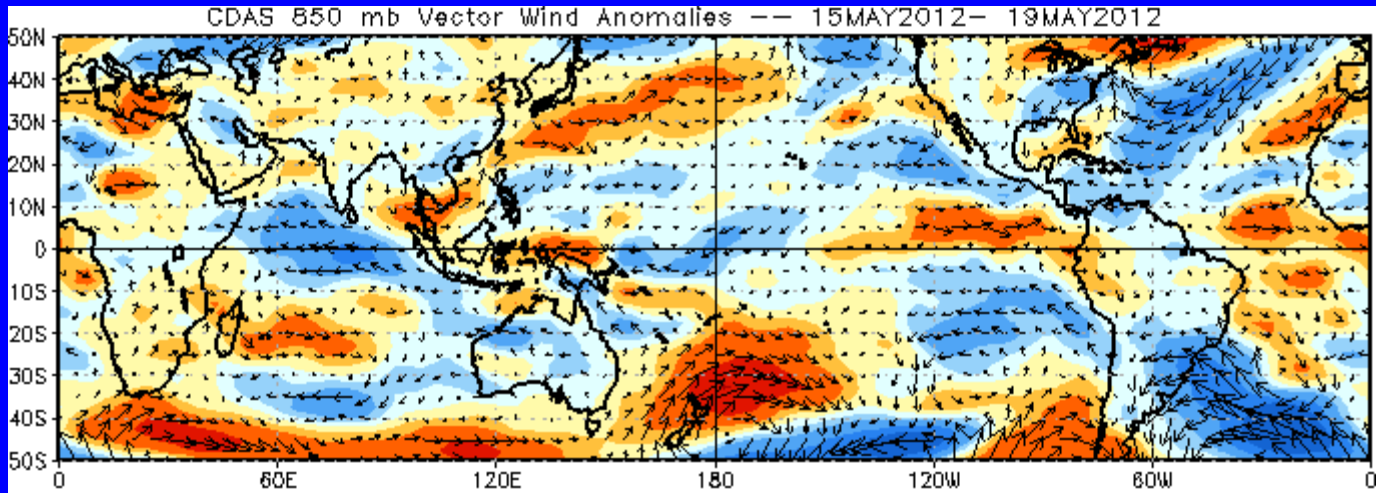 CDAS 850 mb Vector Wind Anomalies -- 15MAY2012- 19MAY2012
50N
40N
30N
20N
10N
0
10S
20S
30S
40S
50S
0 60E 120E 180 120W 60W 0